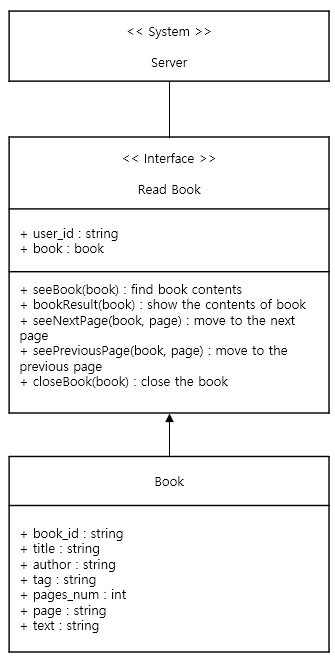 << System >>
Server
<< Interface >>
Read Book
+ user_id : string
+ book : book
+ seeBook(book) : find book contents
+ bookResult(book) : show the contents of book
+ seeNextPage(book, page) : move to the next
page
+ seePreviousPage(book, page) : move to the
previous page
+ closeBook(book) : close the book
Book
+ book_id : string
+ title : string
+ author : string
+ tag : string
+ pages_num : int
+ page : string
+ text : string